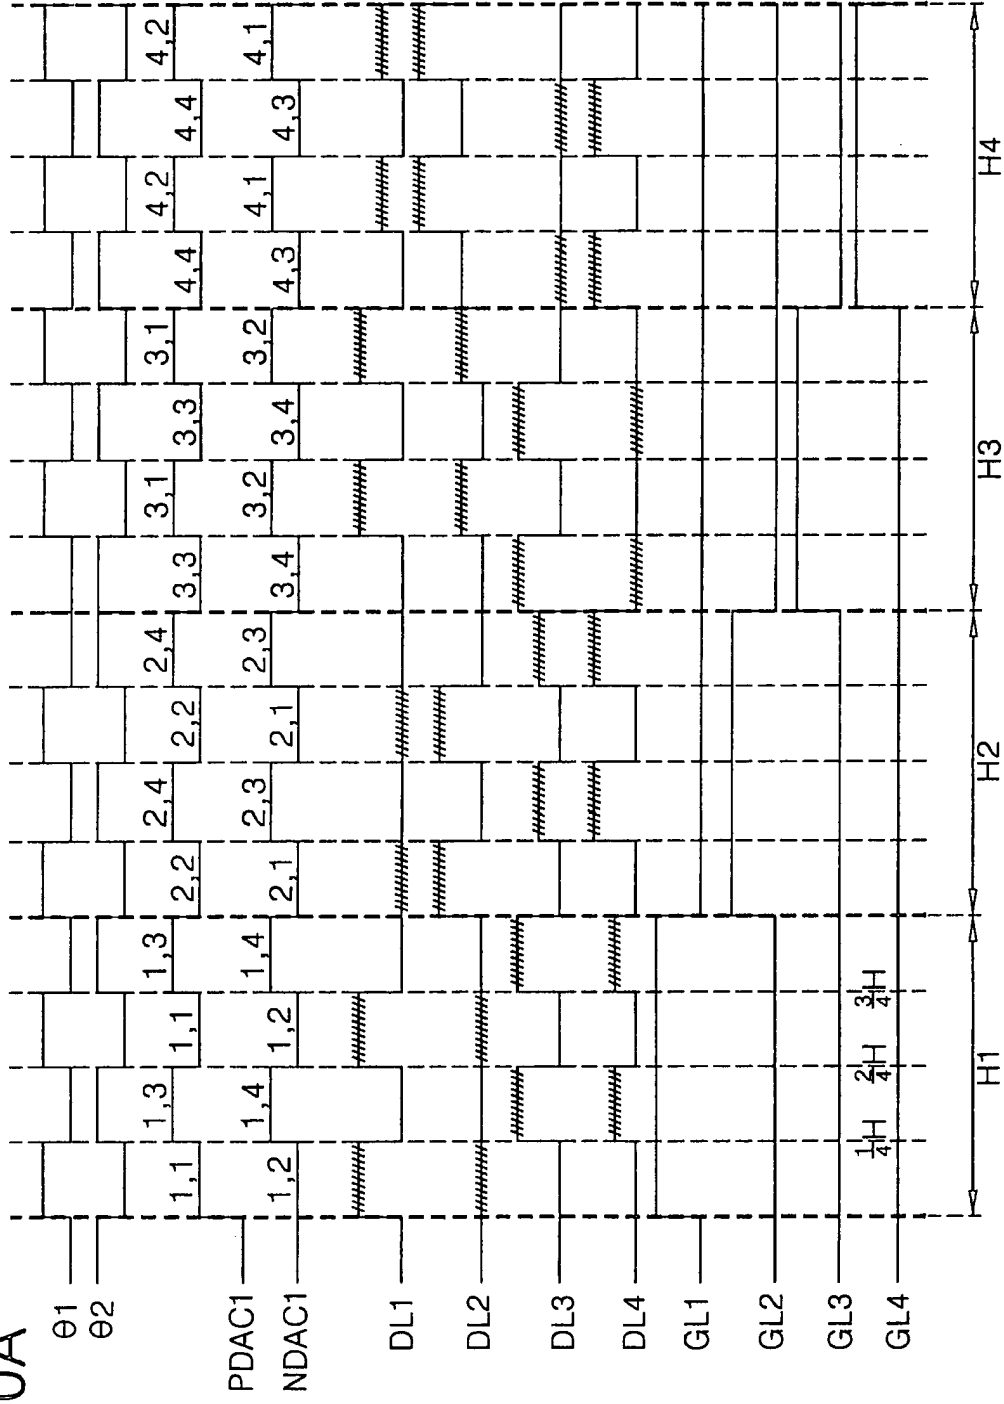 θ1
θ2
PDAC1 1,1 1,3 1,1 1,3 2,2 2,4 2,2 2,4 3,3 3,1 3,3 3,1 4,4 4,2 4,4 4,2
NDAC1 1,2 1,4 1,2 1,4 2,1 2,3 2,1 2,3 3,4 3,2 3,4 3,2 4,3 4,1 4,3 4,1
DL1
DL2
DL3
DL4
GL1
GL2
GL3
GL4
1/4H 2/4H 3/4H
H1 H2 H3 H4